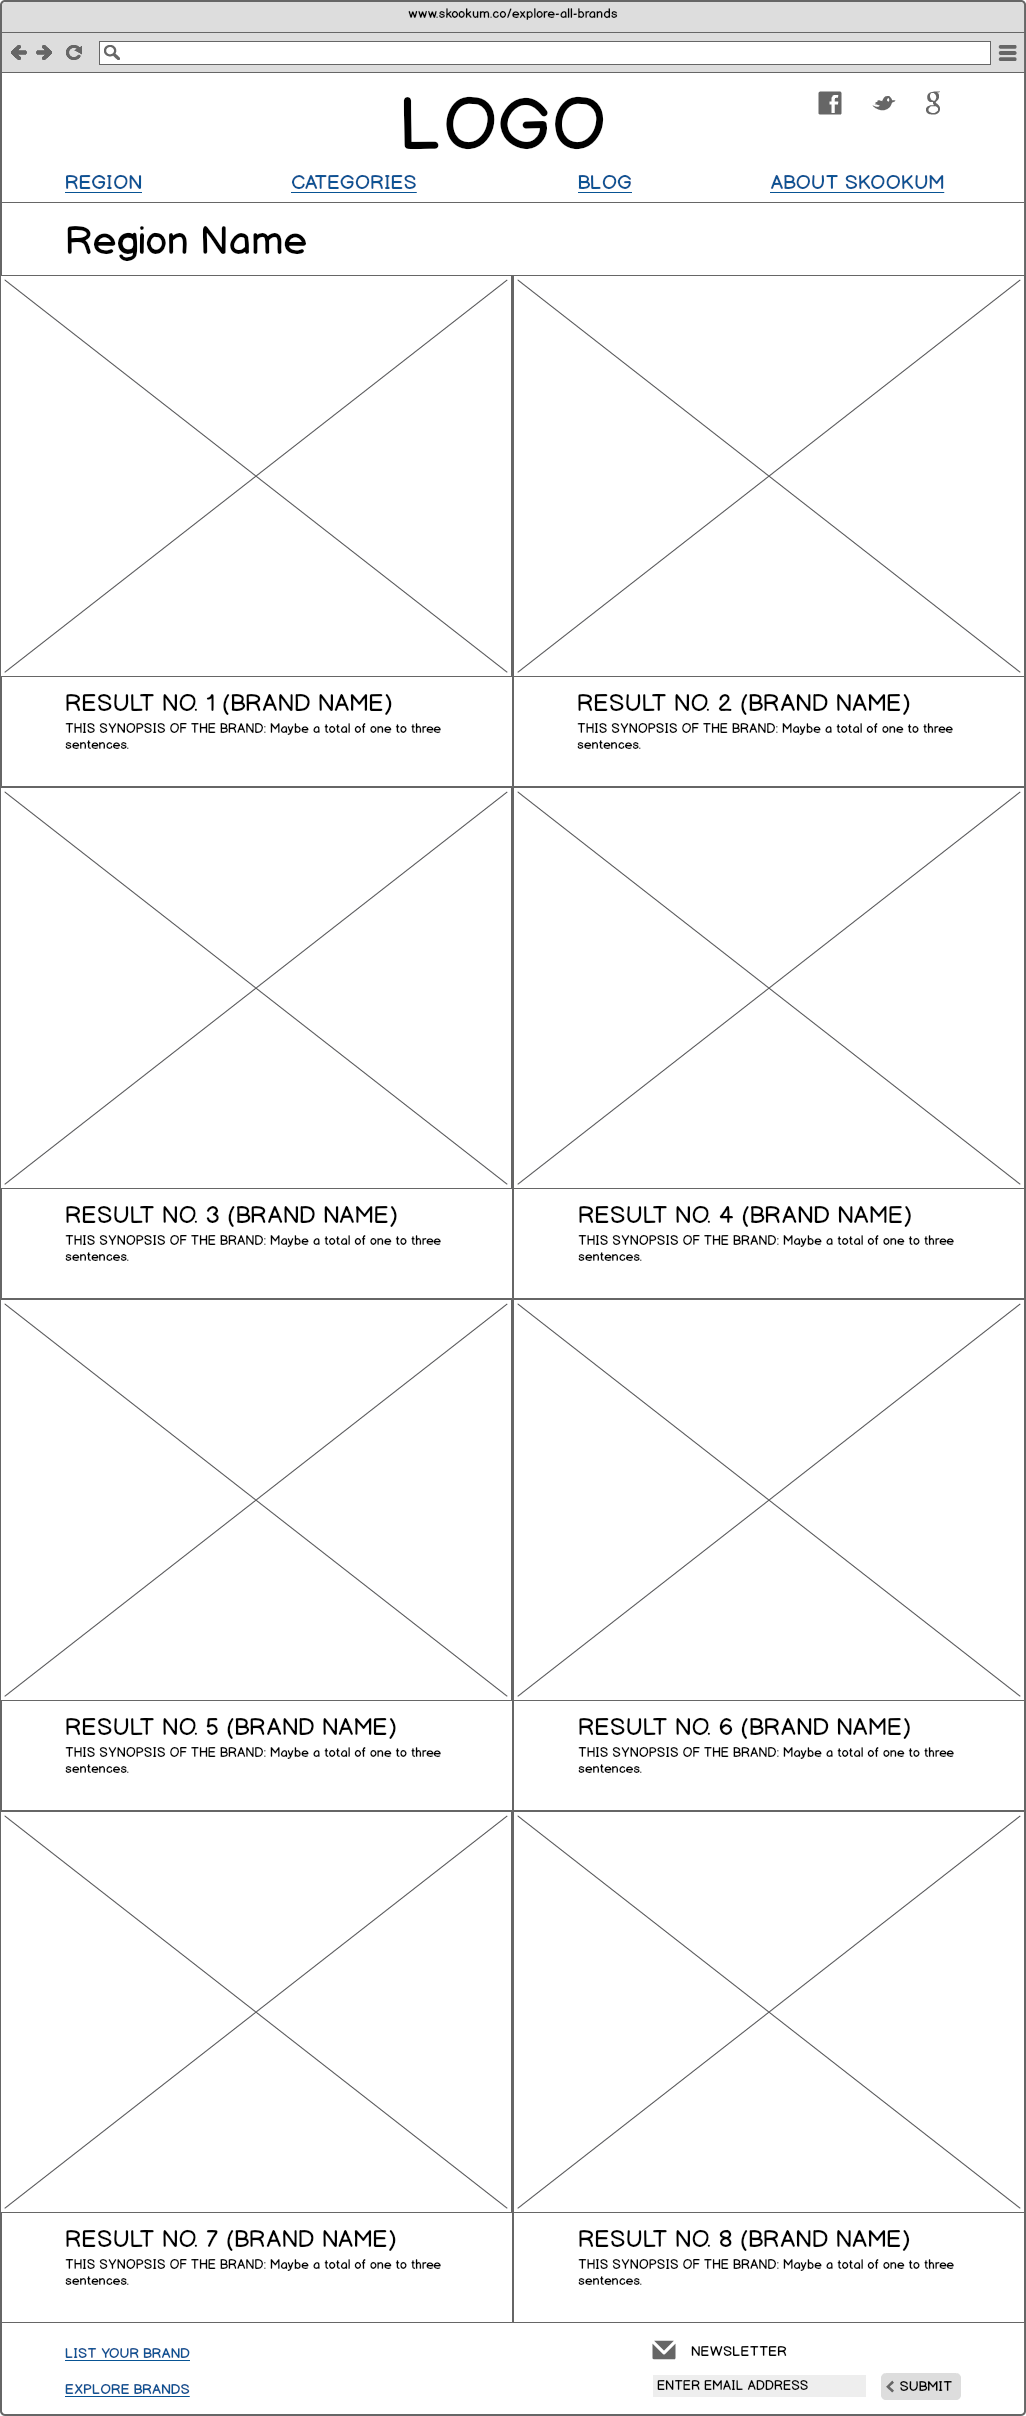 www.skookum.co/explore-all-brands
LOGO
REGION CATEGORIES BLOG ABOUT SKOOKUM
Region Name
RESULT NO. 1 (BRAND NAME)
THIS SYNOPSIS OF THE BRAND: Maybe a total of one to three
sentences.
RESULT NO. 2 (BRAND NAME)
THIS SYNOPSIS OF THE BRAND: Maybe a total of one to three
sentences.
RESULT NO. 3 (BRAND NAME)
THIS SYNOPSIS OF THE BRAND: Maybe a total of one to three
sentences.
RESULT NO. 4 (BRAND NAME)
THIS SYNOPSIS OF THE BRAND: Maybe a total of one to three
sentences.
RESULT NO. 5 (BRAND NAME)
THIS SYNOPSIS OF THE BRAND: Maybe a total of one to three
sentences.
RESULT NO. 6 (BRAND NAME)
THIS SYNOPSIS OF THE BRAND: Maybe a total of one to three
sentences.
RESULT NO. 7 (BRAND NAME)
THIS SYNOPSIS OF THE BRAND: Maybe a total of one to three
sentences.
RESULT NO. 8 (BRAND NAME)
THIS SYNOPSIS OF THE BRAND: Maybe a total of one to three
sentences.
LIST YOUR BRAND
EXPLORE BRANDS
NEWSLETTER
ENTER EMAIL ADDRESS
SUBMIT